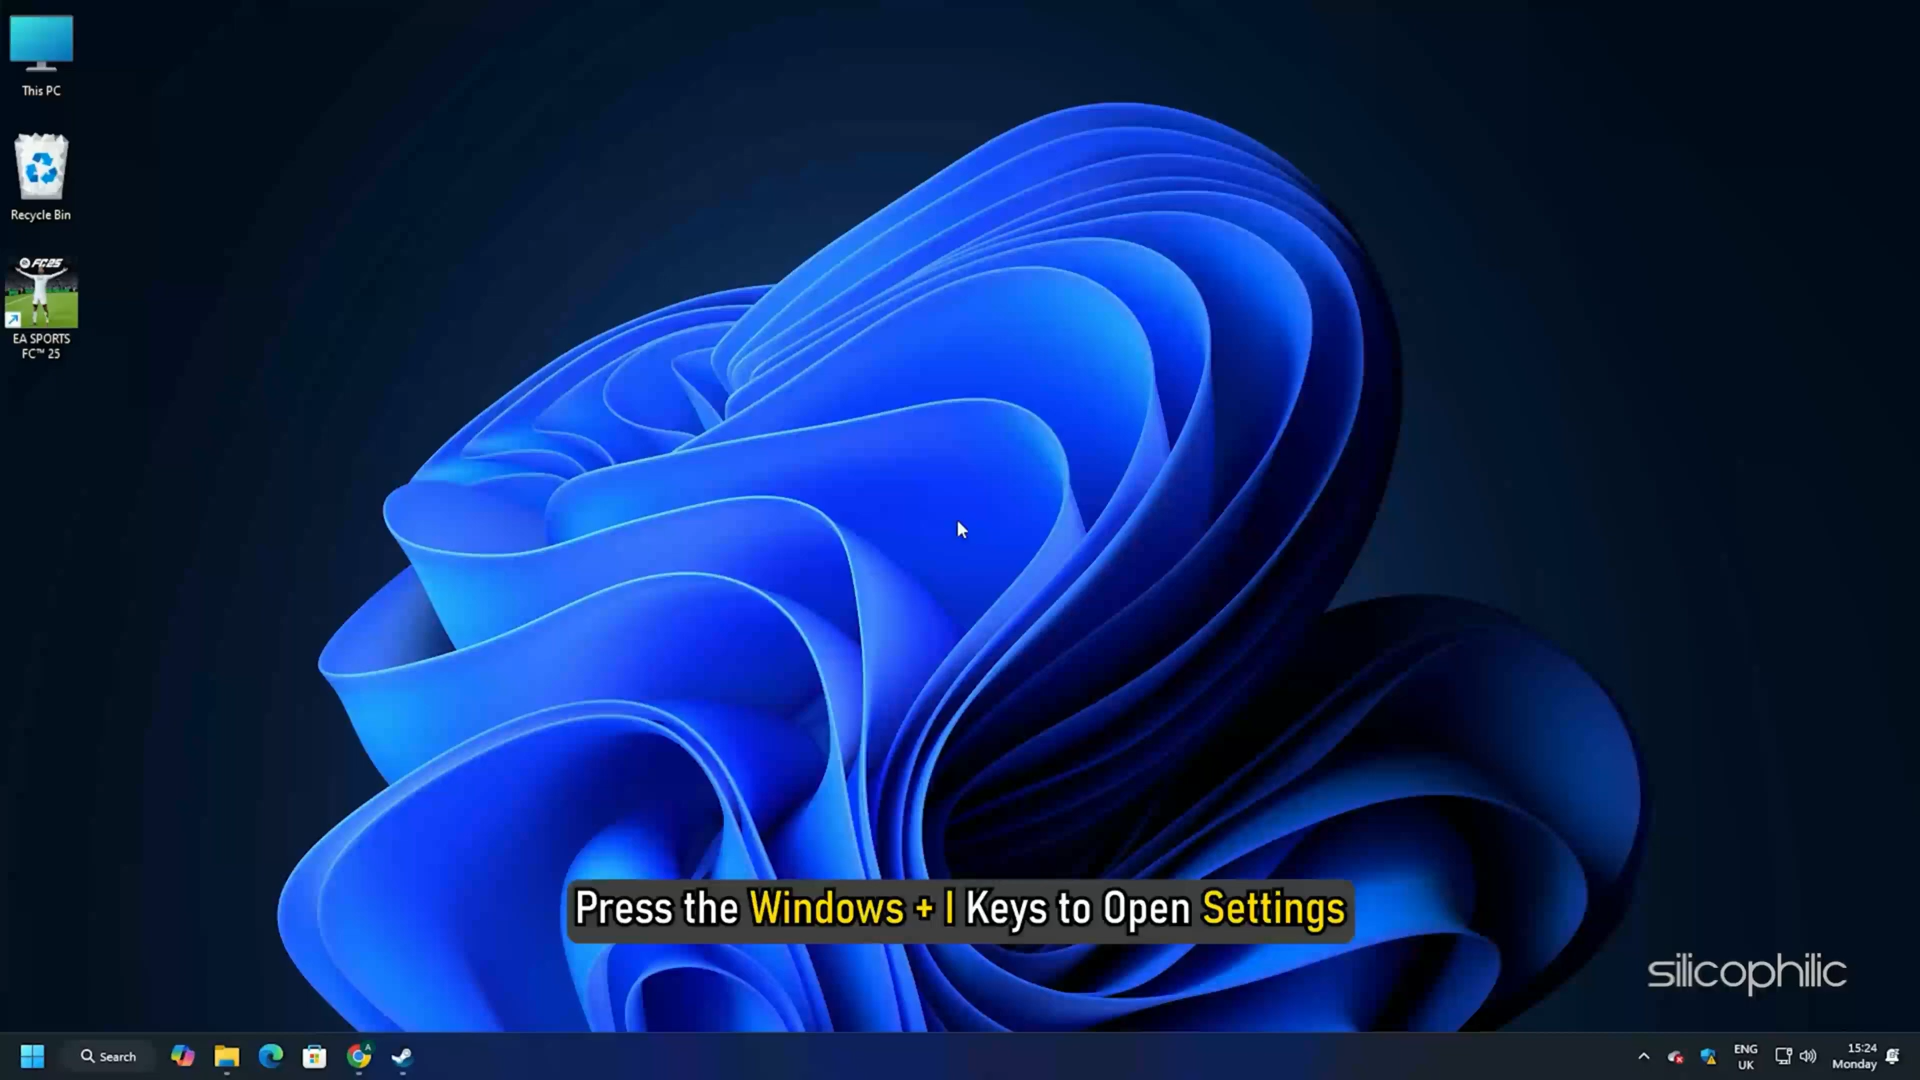 This PC
Recycle Bin
FC25
EA SPORTS
FC™ 25
Press the Windows + I Keys to Open Settings
silicophilic
Search
A
ENG
UK
15:24
Monday